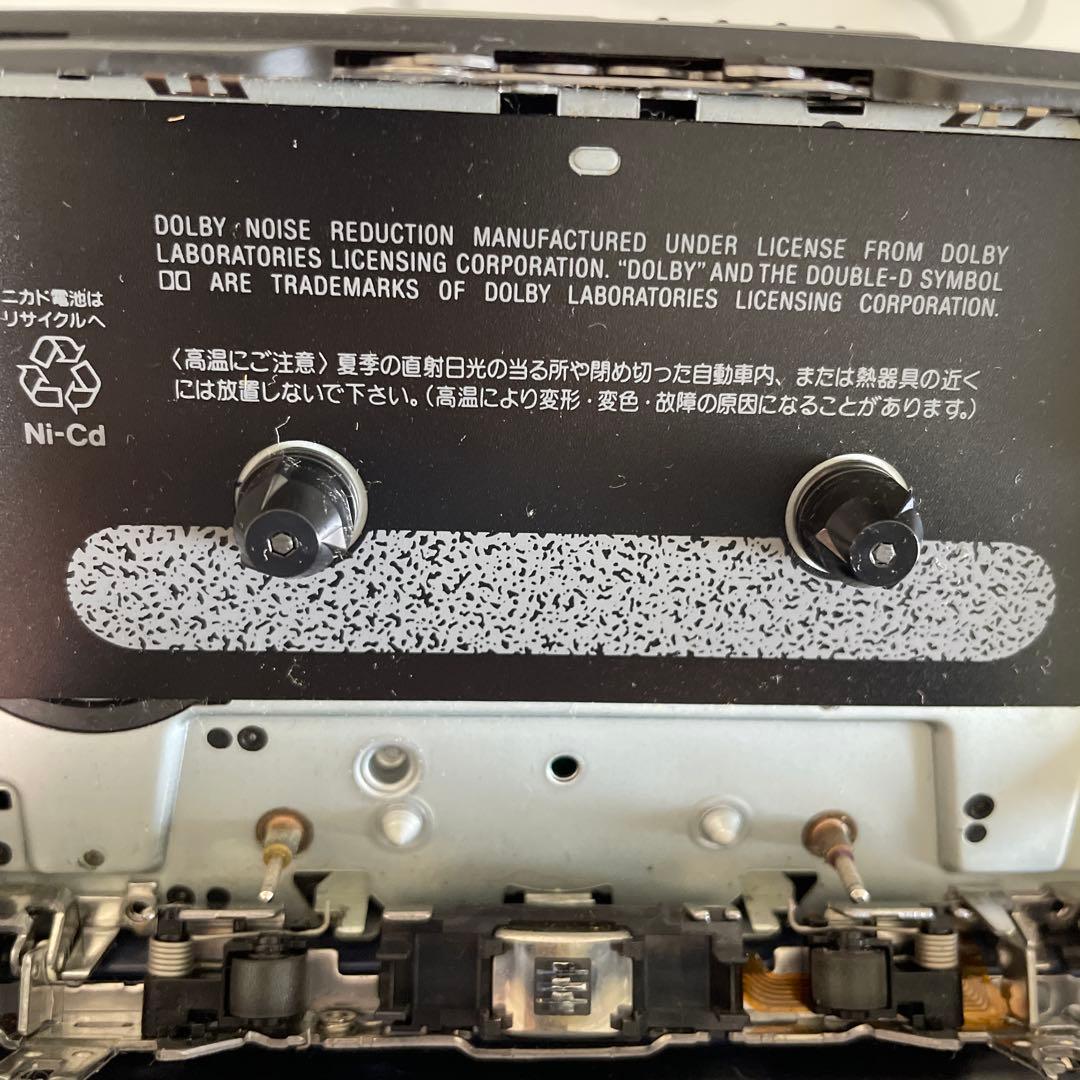 DOLBY NOISE REDUCTION MANUFACTURED UNDER LICENSE FROM DOLBY
LABORATORIES LICENSING CORPORATION. “DOLBY” AND THE DOUBLE-D SYMBOL
ARE TRADEMARKS OF DOLBY LABORATORIES LICENSING CORPORATION.
ニカド電池は
リサイクルへ
Ni-Cd
〈高温にご注意〉夏季の直射日光の当る所や閉め切った自動車内、または熱器具の近く
には放置しないで下さい。(高温により変形・変色・故障の原因になることがあります。)